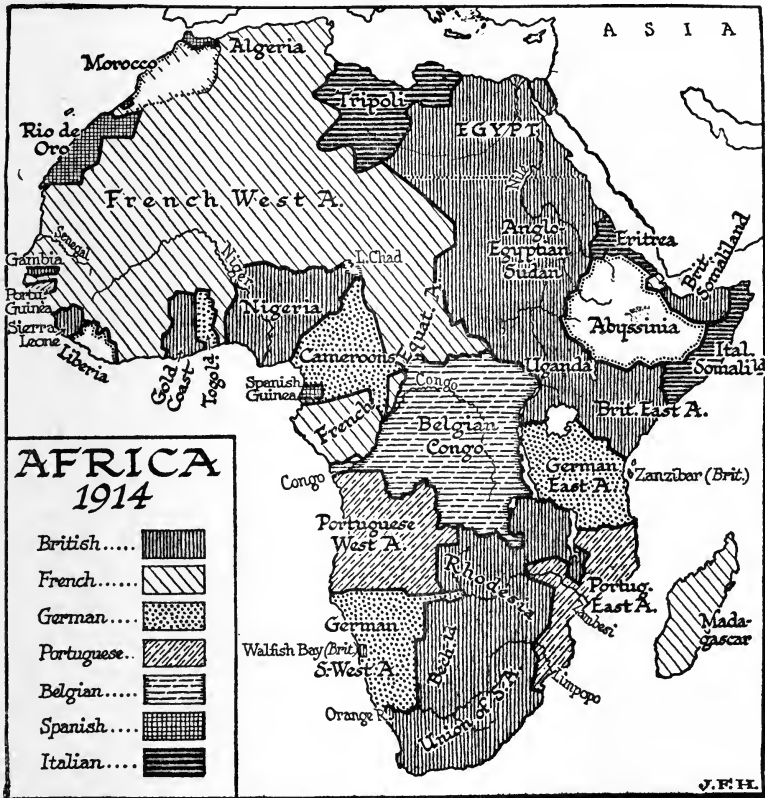 A S I A
Algeria
Morocco
Tripoli
EGYPT
Rio de
Oro
Nile
French West A.
Senegal
Gambia
Niger
L. Chad
Anglo-
Egyptian
Sudan
Eritrea
Brit.
Somaliland
Portu.
Guinea
Sierra
Leone
Liberia
Gold
Coast
Togold.
Nigeria
Abyssinia
Ital.
Somalild
Cameroons
Equat. A.
Uganda
Spanish
Guinea
French
Congo
Belgian
Congo
Brit. East A.
German
East A.
Zanzibar (Brit.)
Congo
Portuguese
West A.
Rhodesia
Portug.
East A.
Zambesi
Mada-
gascar
German
S. West A.
Walfish Bay (Brit.)
Bech'ld
Limpopo
Orange R.
Union of S. A.
AFRICA
1914
British.....
French......
German....
Portuguese..
Belgian.....
Spanish.....
Italian.....
J.F.H.